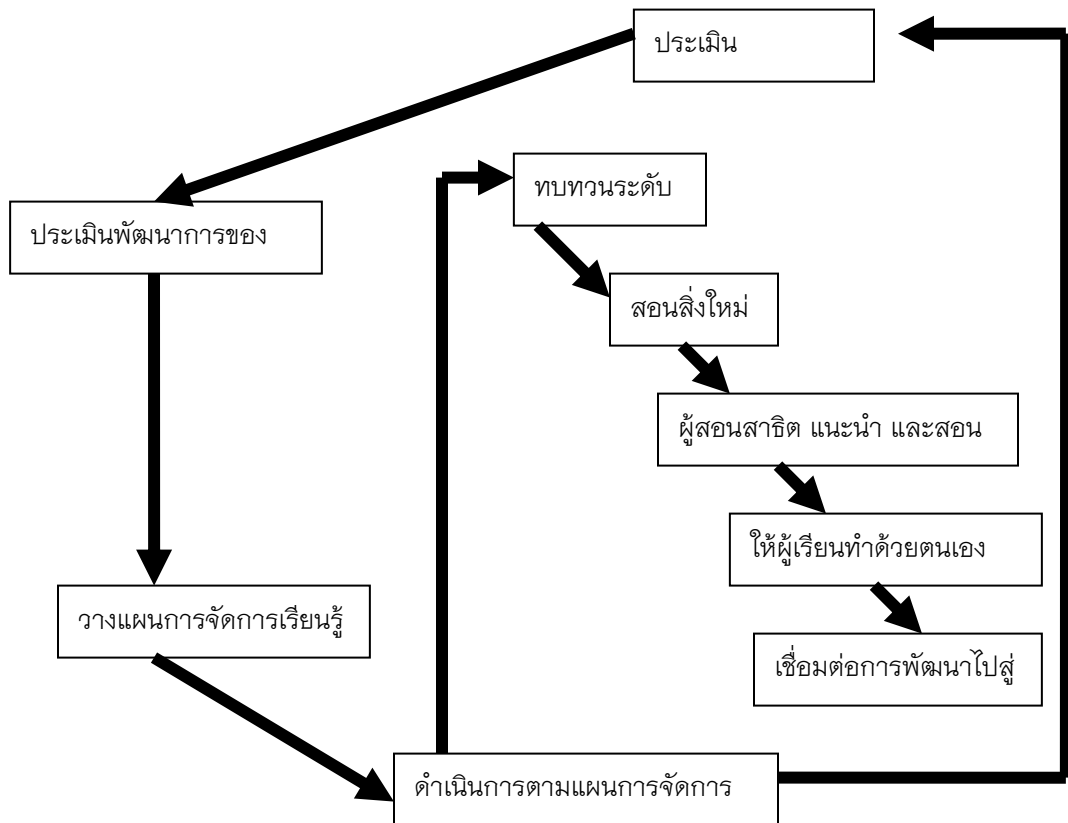 ประเมิน
ทบทวนระดับ
ประเมินพัฒนาการของ
สอนสิ่งใหม่
ผู้สอนสาธิต แนะนำ และสอน
ให้ผู้เรียนทำด้วยตนเอง
วางแผนการจัดการเรียนรู้
เชื่อมต่อการพัฒนาไปสู่
ดำเนินการตามแผนการจัดการ